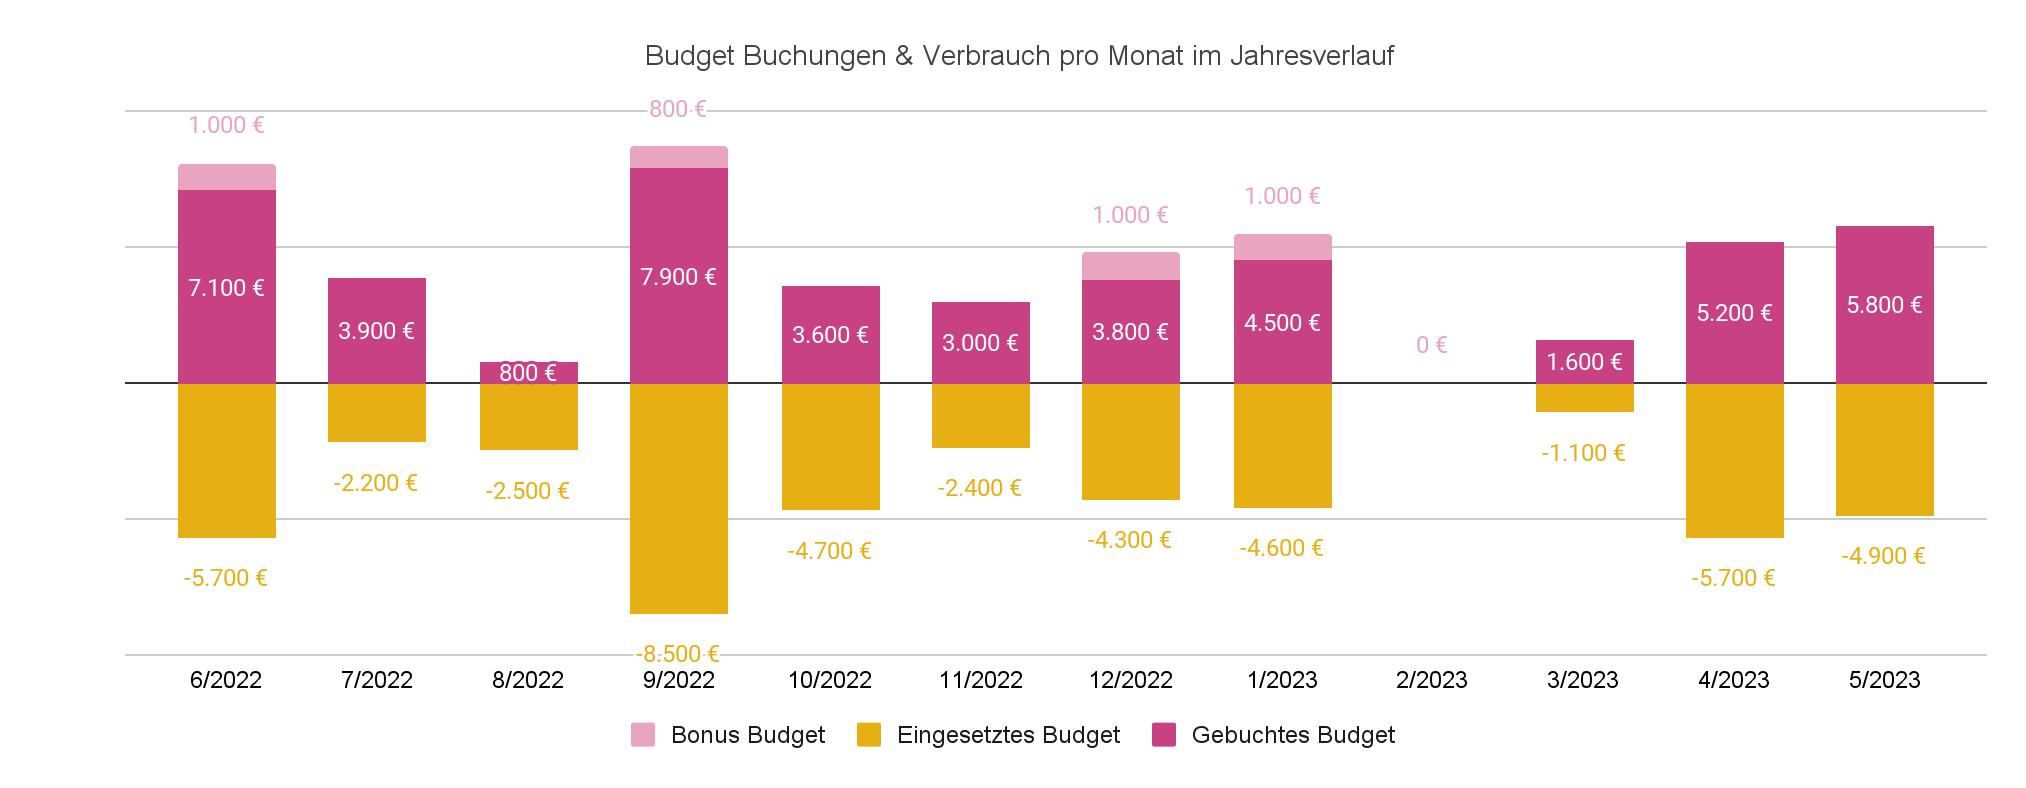 Budget Buchungen & Verbrauch pro Monat im Jahresverlauf
1.000 € 800 € 1.000 € 1.000 € 0 €
7.100 € 3.900 € 800 € 7.900 € 3.600 € 3.000 € 3.800 € 4.500 € 1.600 € 5.200 € 5.800 €
-5.700 € -2.200 € -2.500 € -8.500 € -4.700 € -2.400 € -4.300 € -4.600 € -1.100 € -5.700 € -4.900 €
6/2022 7/2022 8/2022 9/2022 10/2022 11/2022 12/2022 1/2023 2/2023 3/2023 4/2023 5/2023
Bonus Budget Eingesetztes Budget Gebuchtes Budget